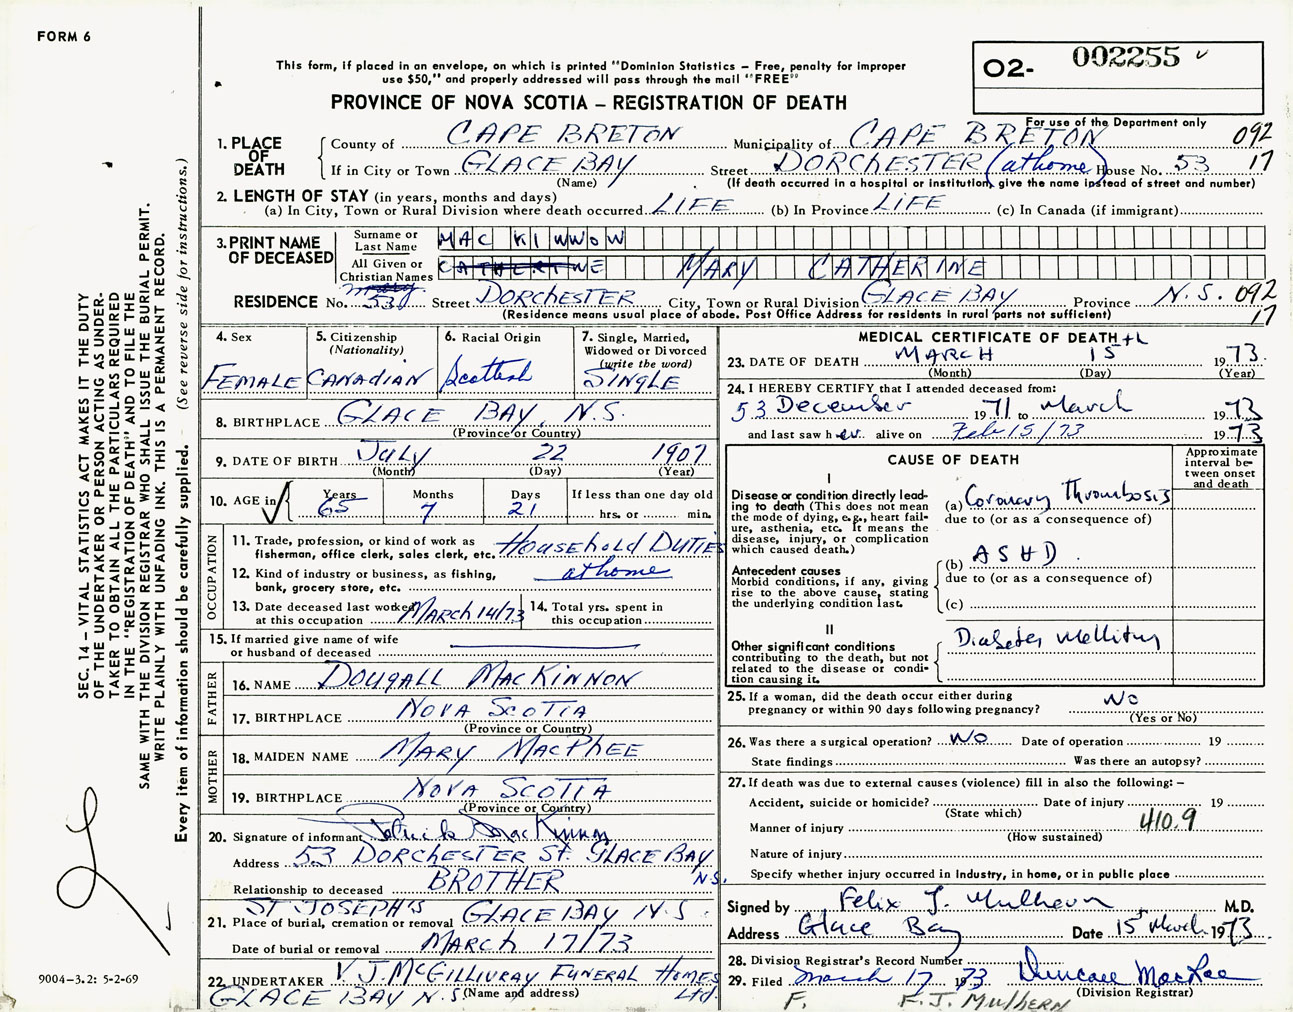 FORM 6
This form, if placed in an envelope, on which is printed "Dominion Statistics – Free, penalty for improper
use $50," and properly addressed will pass through the mail "FREE"
PROVINCE OF NOVA SCOTIA – REGISTRATION OF DEATH
O2- 002255
For use of the Department only
1. PLACE OF DEATH County of CAPE BRETON Municipality of CAPE BRETON 092
If in City or Town GLACE BAY Street DORCHESTER (at home) House No. 53 17
(Name) (If death occurred in a hospital or institution, give the name instead of street and number)
2. LENGTH OF STAY (in years, months and days)
(a) In City, Town or Rural Division where death occurred LIFE (b) In Province LIFE (c) In Canada (if immigrant)
3. PRINT NAME OF DECEASED Surname or Last Name MAC KINNON
All Given or Christian Names CATHERINE MARY CATHERINE
RESIDENCE No. 53 Street DORCHESTER City, Town or Rural Division GLACE BAY Province N.S. 092
(Residence means usual place of abode. Post Office Address for residents in rural parts not sufficient) 17
4. Sex FEMALE
5. Citizenship (Nationality) CANADIAN
6. Racial Origin Scottish
7. Single, Married, Widowed or Divorced (write the word) SINGLE
8. BIRTHPLACE GLACE BAY, N.S.
(Province or Country)
9. DATE OF BIRTH July 22 1907
(Month) (Day) (Year)
10. AGE in Years 65 Months 7 Days 21 If less than one day old hrs. or min.
OCCUPATION
11. Trade, profession, or kind of work as fisherman, office clerk, sales clerk, etc. HOUSEHOLD DUTIES
12. Kind of industry or business, as fishing, bank, grocery store, etc. at home
13. Date deceased last worked at this occupation MARCH 14/73 14. Total yrs. spent in this occupation
15. If married give name of wife or husband of deceased
FATHER
16. NAME DOUGALL MACKINNON
17. BIRTHPLACE NOVA SCOTIA
(Province or Country)
MOTHER
18. MAIDEN NAME MARY MACPHEE
19. BIRTHPLACE NOVA SCOTIA
(Province or Country)
20. Signature of informant Patrick MacKinnon
Address 53 DORCHESTER ST. GLACE BAY N.S.
Relationship to deceased BROTHER
21. Place of burial, cremation or removal ST JOSEPH'S GLACE BAY N.S.
Date of burial or removal MARCH 17/73
22. UNDERTAKER V.J. McGILLIVRAY FUNERAL HOMES Ltd
GLACE BAY N.S. (Name and address)
MEDICAL CERTIFICATE OF DEATH
23. DATE OF DEATH MARCH 15 1973
(Month) (Day) (Year)
24. I HEREBY CERTIFY that I attended deceased from:
53 December 1971 to March 1973
and last saw her alive on Feb 15/73 1973
CAUSE OF DEATH
Approximate interval between onset and death
I
Disease or condition directly leading to death (This does not mean the mode of dying, e.g., heart failure, asthenia, etc. It means the disease, injury, or complication which caused death.)
(a) Coronary Thrombosis
due to (or as a consequence of)
Antecedent causes
Morbid conditions, if any, giving rise to the above cause, stating the underlying condition last.
(b) ASHD.
due to (or as a consequence of)
(c)
II
Other significant conditions contributing to the death, but not related to the disease or condition causing it.
Diabetes Mellitus
25. If a woman, did the death occur either during pregnancy or within 90 days following pregnancy? No
(Yes or No)
26. Was there a surgical operation? No Date of operation 19
State findings Was there an autopsy?
27. If death was due to external causes (violence) fill in also the following:–
Accident, suicide or homicide? Date of injury 19
(State which)
Manner of injury 410.9
(How sustained)
Nature of injury
Specify whether injury occurred in industry, in home, or in public place
Signed by Felix J. Mulhern M.D.
Address Glace Bay Date 15 March 1973
28. Division Registrar's Record Number
29. Filed March 17 1973 Duncan MacRae
(Division Registrar)
F. F.J. Mulhern
SEC. 14 – VITAL STATISTICS ACT MAKES IT THE DUTY
OF THE UNDERTAKER OR PERSON ACTING AS UNDER-
TAKER TO OBTAIN ALL THE PARTICULARS REQUIRED
IN THE "REGISTRATION OF DEATH" AND TO FILE THE
SAME WITH THE DIVISION REGISTRAR WHO SHALL ISSUE THE BURIAL PERMIT.
WRITE PLAINLY WITH UNFADING INK. THIS IS A PERMANENT RECORD.
Every item of information should be carefully supplied. (See reverse side for instructions.)
9004-3.2: 5-2-69